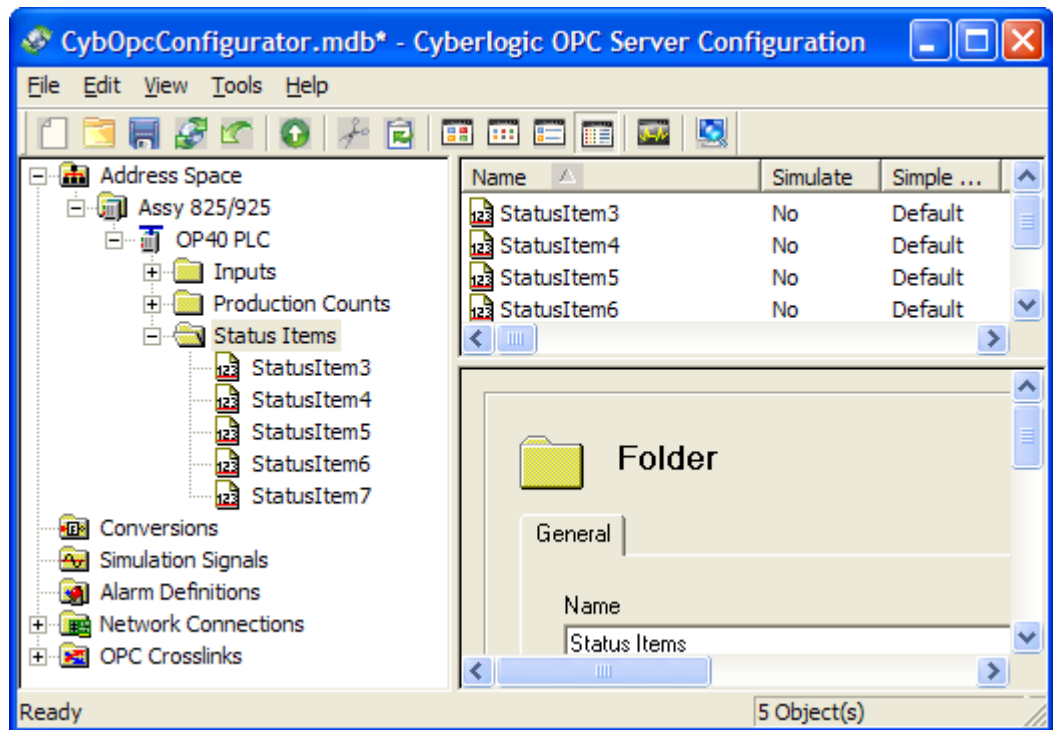 CybOpcConfigurator.mdb* - Cyberlogic OPC Server Configuration
File Edit View Tools Help
Address Space
Assy 825/925
OP40 PLC
Inputs
Production Counts
Status Items
StatusItem3
StatusItem4
StatusItem5
StatusItem6
StatusItem7
Conversions
Simulation Signals
Alarm Definitions
Network Connections
OPC Crosslinks
Name Simulate Simple ...
StatusItem3 No Default
StatusItem4 No Default
StatusItem5 No Default
StatusItem6 No Default
Folder
General
Name
Status Items
Ready 5 Object(s)